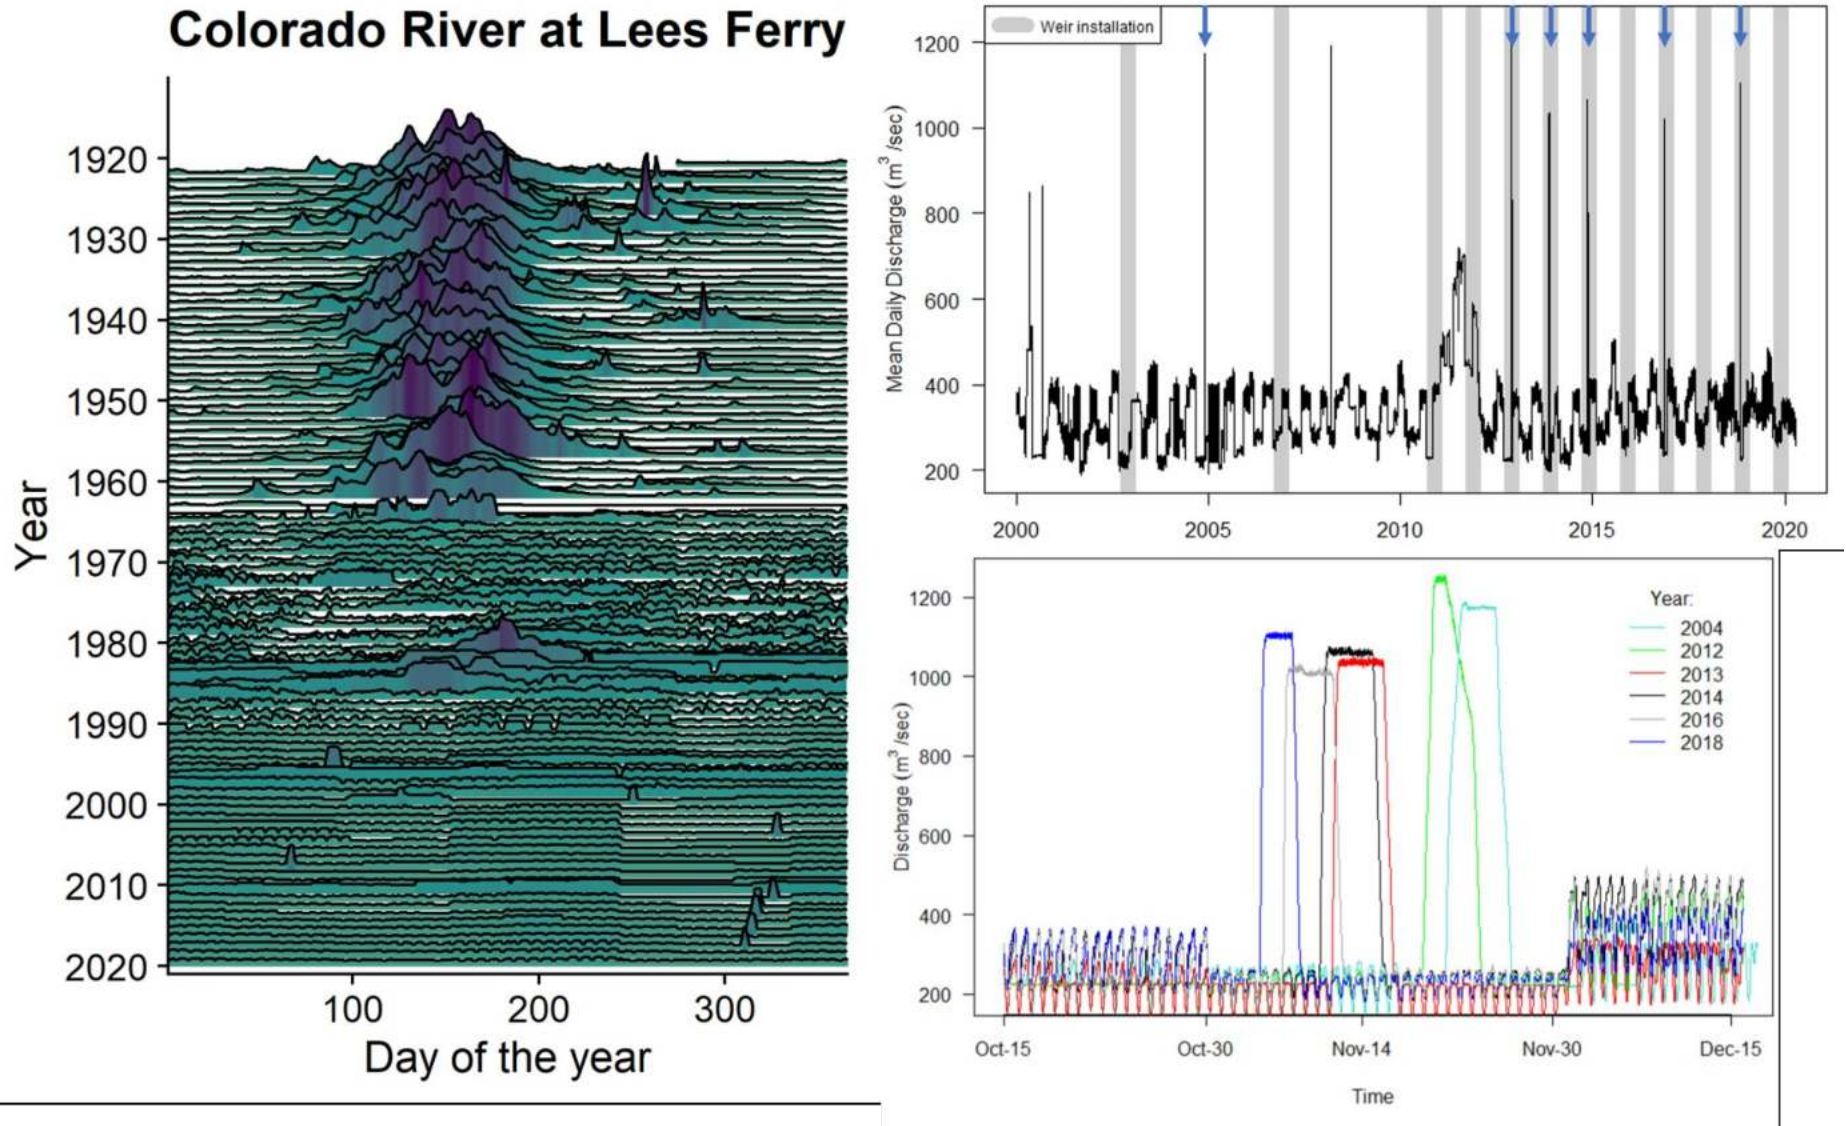 Colorado River at Lees Ferry
Year
1920
1930
1940
1950
1960
1970
1980
1990
2000
2010
2020
100 200 300
Day of the year
Weir installation
Mean Daily Discharge (m³/sec)
1200
1000
800
600
400
200
2000 2005 2010 2015 2020
Discharge (m³/sec)
1200
1000
800
600
400
200
Year:
2004
2012
2013
2014
2016
2018
Oct-15 Oct-30 Nov-14 Nov-30 Dec-15
Time